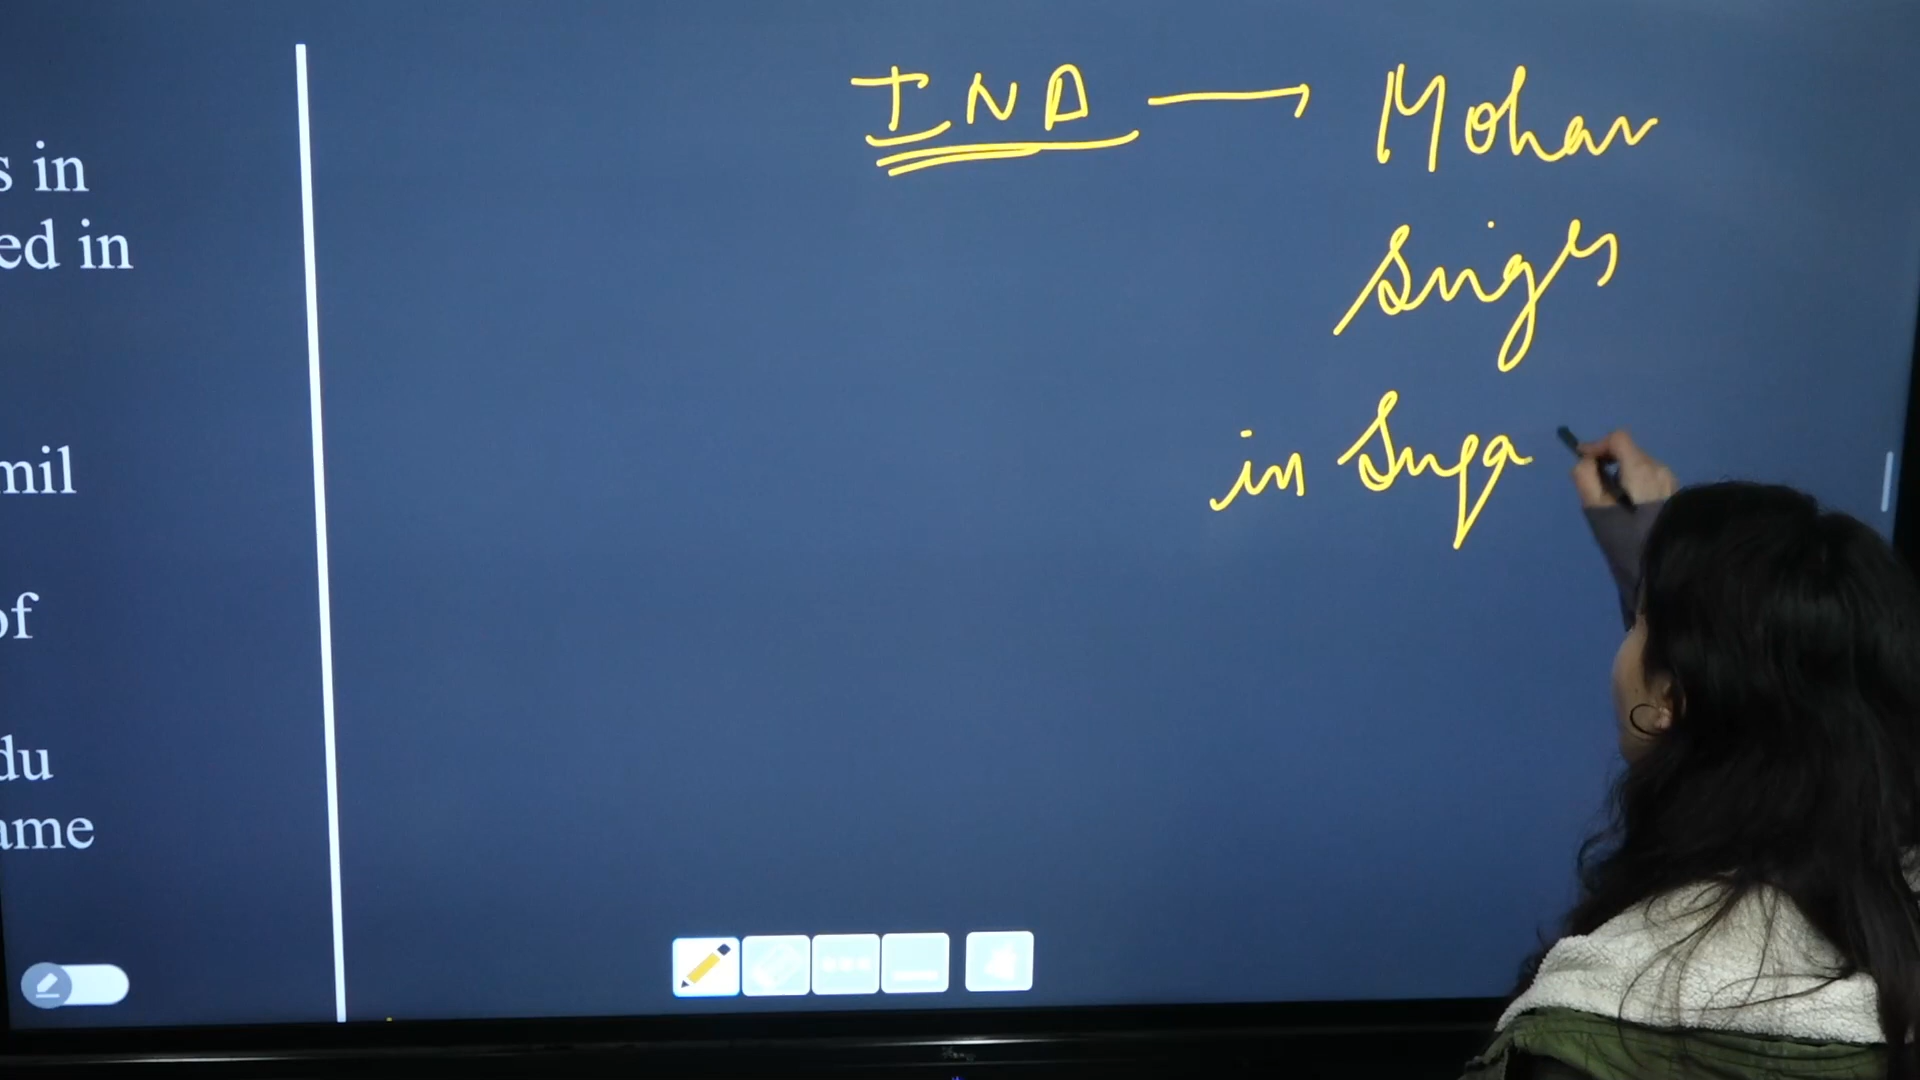 s in
ed in
mil
of
du
ame
INA → Mohan
Singh
in Singa